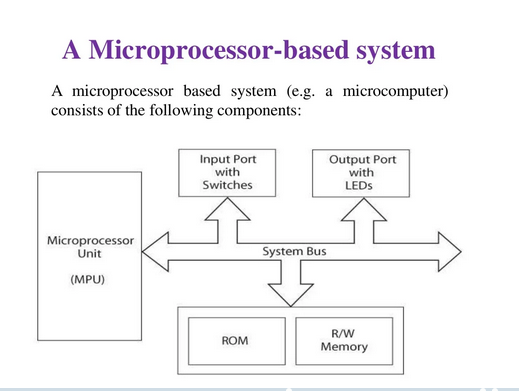 A Microprocessor-based system
A microprocessor based system (e.g. a microcomputer)
consists of the following components:
Input Port
with
Switches
Output Port
with
LEDs
Microprocessor
Unit
(MPU)
System Bus
ROM
R/W
Memory